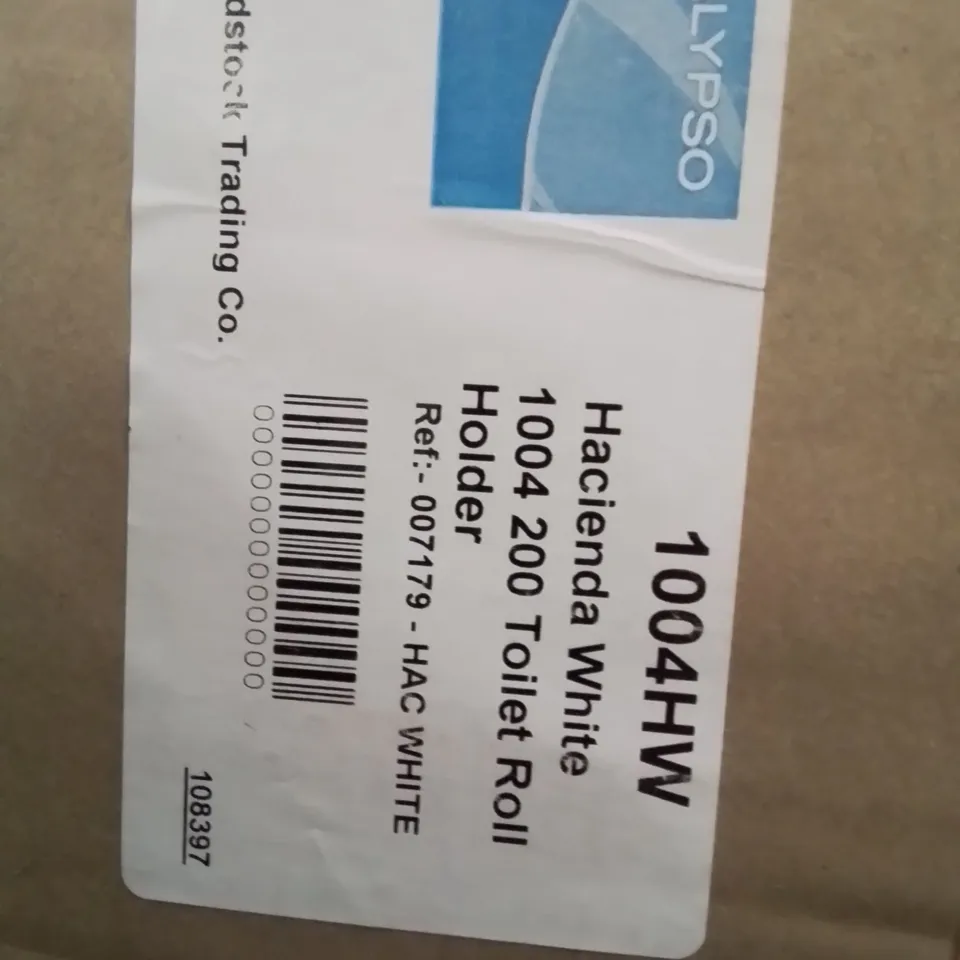 LYPSO
1004HW
Hacienda White
1004 200 Toilet Roll
Holder
Ref:- 007179 - HAC WHITE
0000000000000
dstock Trading Co.
108397